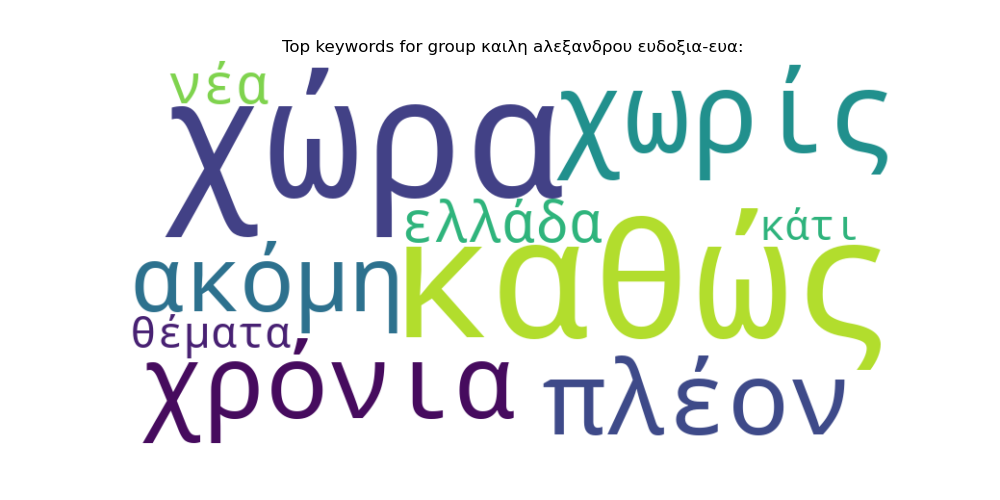 Top keywords for group καιλη αλεξανδρου ευδοξια-ευα:
νέα
χώρα
χωρίς
ελλάδα
κάτι
ακόμη
καθώς
θέματα
χρόνια
πλέον